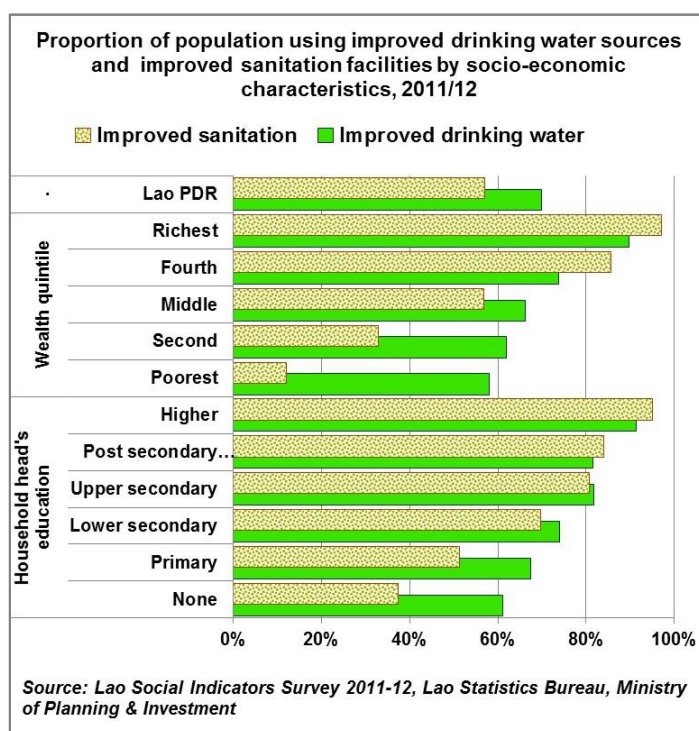 Proportion of population using improved drinking water sources
and improved sanitation facilities by socio-economic
characteristics, 2011/12
Improved sanitation
Improved drinking water
Lao PDR
Wealth quintile
Richest
Fourth
Middle
Second
Poorest
Household head's
education
Higher
Post secondary…
Upper secondary
Lower secondary
Primary
None
0% 20% 40% 60% 80% 100%
Source: Lao Social Indicators Survey 2011-12, Lao Statistics Bureau, Ministry
of Planning & Investment